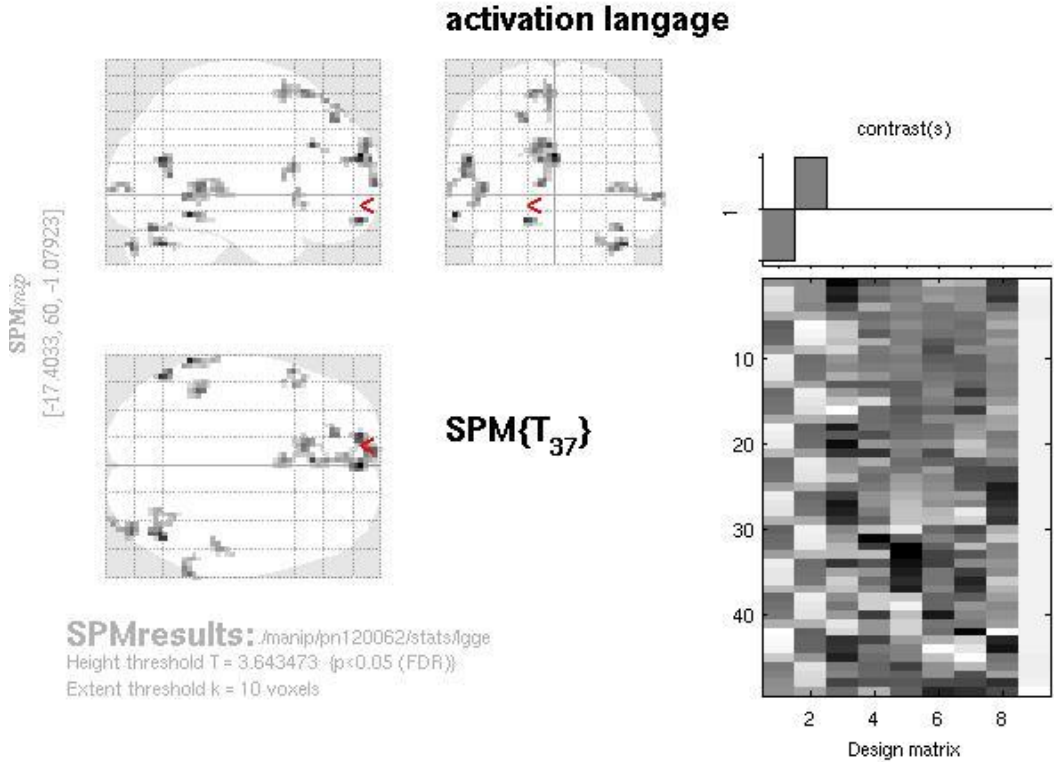 activation langage
SPMmip
[-17.4033, 60, -1.07923]
contrast(s)
1
SPM{T37}
10
20
30
40
2 4 6 8
Design matrix
SPMresults: ./manip/pn120062/stats/lgge
Height threshold T = 3.643473 {p<0.05 (FDR)}
Extent threshold k = 10 voxels